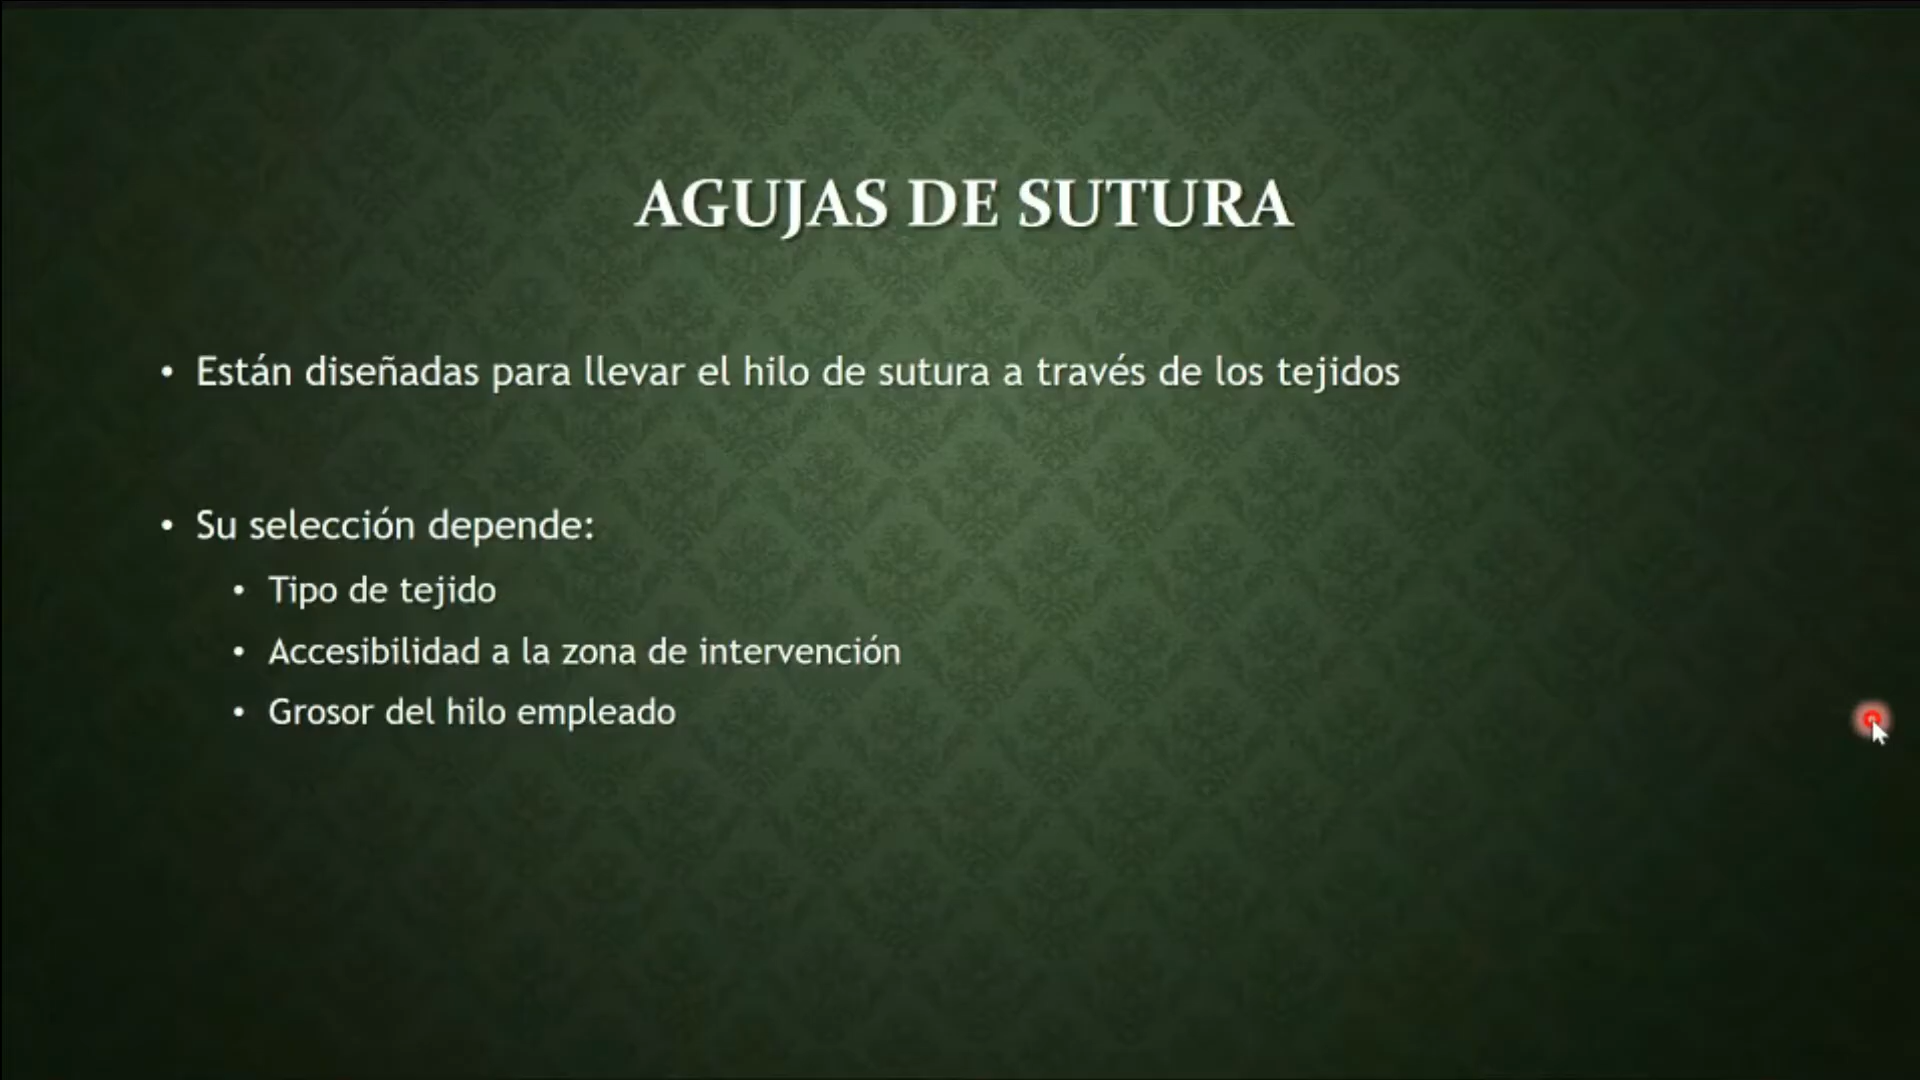 AGUJAS DE SUTURA
• Están diseñadas para llevar el hilo de sutura a través de los tejidos
• Su selección depende:
• Tipo de tejido
• Accesibilidad a la zona de intervención
• Grosor del hilo empleado